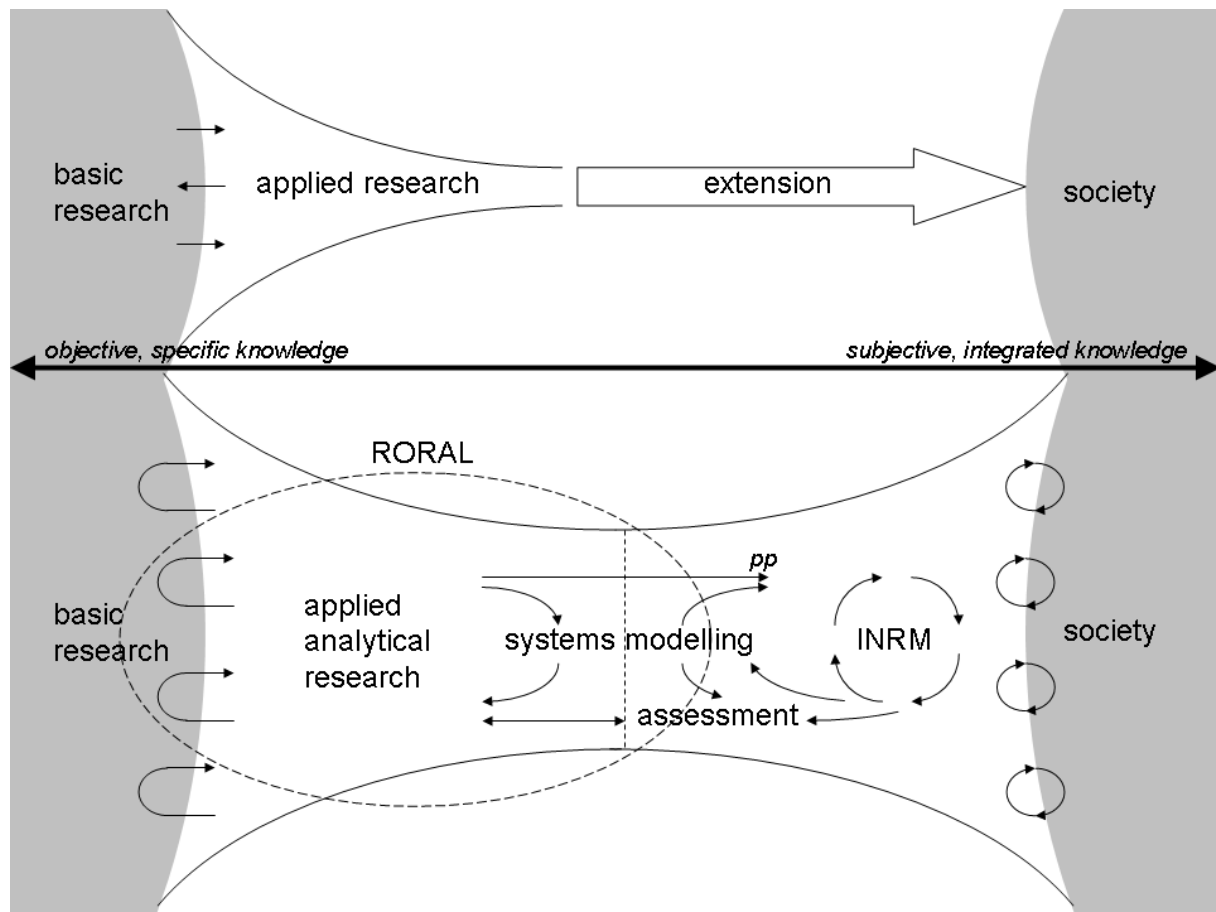 basic
research
applied research
extension
society
objective, specific knowledge
subjective, integrated knowledge
RORAL
pp
basic
research
applied
analytical
research
systems modelling
INRM
society
assessment